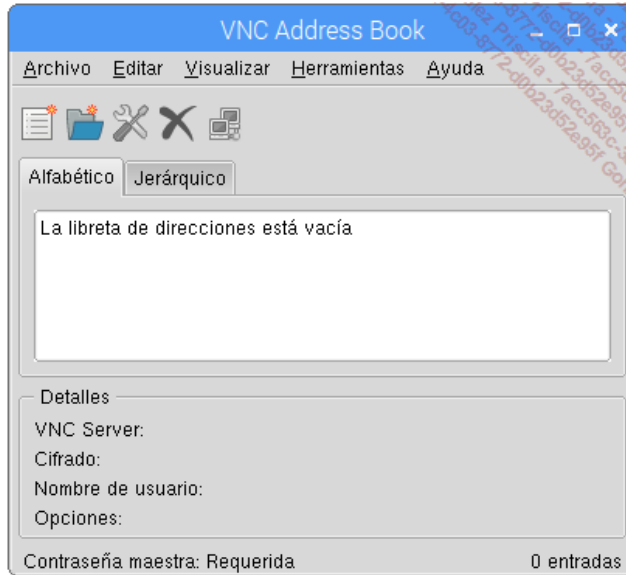 VNC Address Book
Archivo Editar Visualizar Herramientas Ayuda
Alfabético Jerárquico
La libreta de direcciones está vacía
Detalles
VNC Server:
Cifrado:
Nombre de usuario:
Opciones:
Contraseña maestra: Requerida 0 entradas